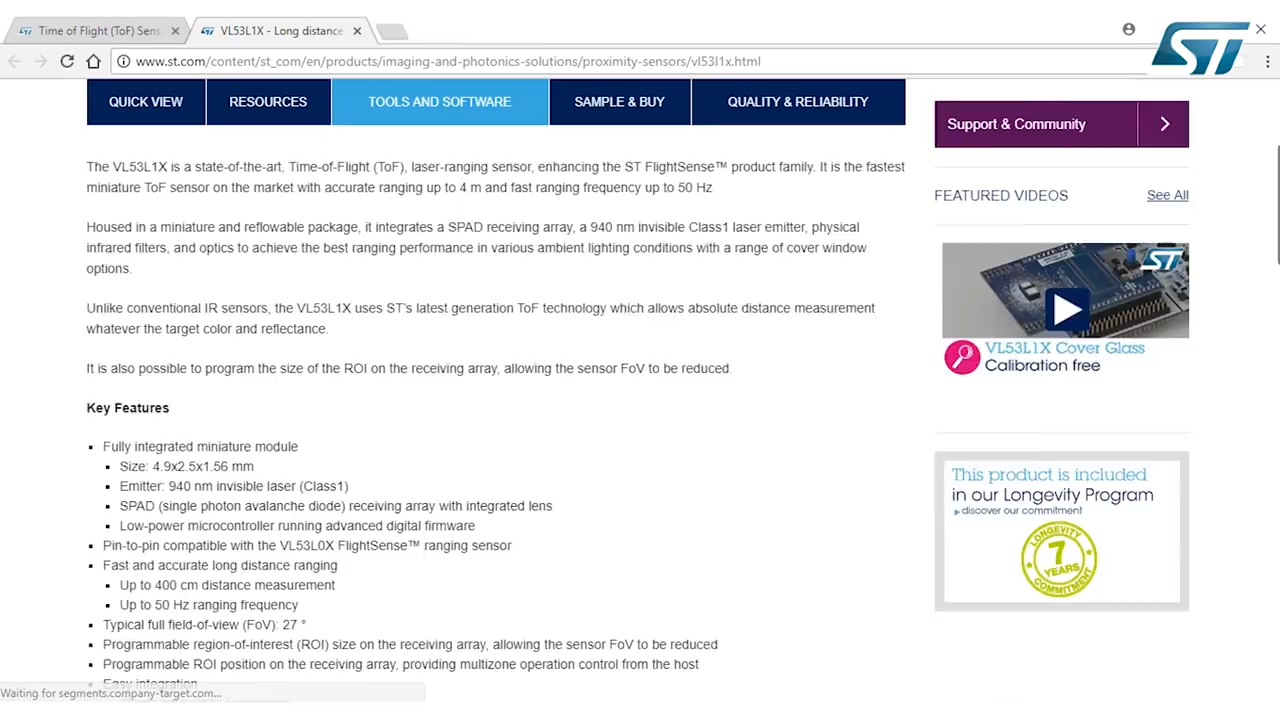 Time of Flight (ToF) Sens
VL53L1X - Long distance
ST
www.st.com/content/st_com/en/products/imaging-and-photonics-solutions/proximity-sensors/vl53l1x.html
QUICK VIEW
RESOURCES
TOOLS AND SOFTWARE
SAMPLE & BUY
QUALITY & RELIABILITY
The VL53L1X is a state-of-the-art, Time-of-Flight (ToF), laser-ranging sensor, enhancing the ST FlightSense™ product family. It is the fastest
miniature ToF sensor on the market with accurate ranging up to 4 m and fast ranging frequency up to 50 Hz
Housed in a miniature and reflowable package, it integrates a SPAD receiving array, a 940 nm invisible Class1 laser emitter, physical
infrared filters, and optics to achieve the best ranging performance in various ambient lighting conditions with a range of cover window
options.
Unlike conventional IR sensors, the VL53L1X uses ST's latest generation ToF technology which allows absolute distance measurement
whatever the target color and reflectance.
It is also possible to program the size of the ROI on the receiving array, allowing the sensor FoV to be reduced.
Key Features
Fully integrated miniature module
Size: 4.9x2.5x1.56 mm
Emitter: 940 nm invisible laser (Class1)
SPAD (single photon avalanche diode) receiving array with integrated lens
Low-power microcontroller running advanced digital firmware
Pin-to-pin compatible with the VL53L0X FlightSense™ ranging sensor
Fast and accurate long distance ranging
Up to 400 cm distance measurement
Up to 50 Hz ranging frequency
Typical full field-of-view (FoV): 27 °
Programmable region-of-interest (ROI) size on the receiving array, allowing the sensor FoV to be reduced
Programmable ROI position on the receiving array, providing multizone operation control from the host
Easy integration
Waiting for segments.company-target.com...
Support & Community
FEATURED VIDEOS
See All
ST
VL53L1X Cover Glass
Calibration free
This product is included
in our Longevity Program
discover our commitment!
LONGEVITY
7
YEARS
COMMITMENT